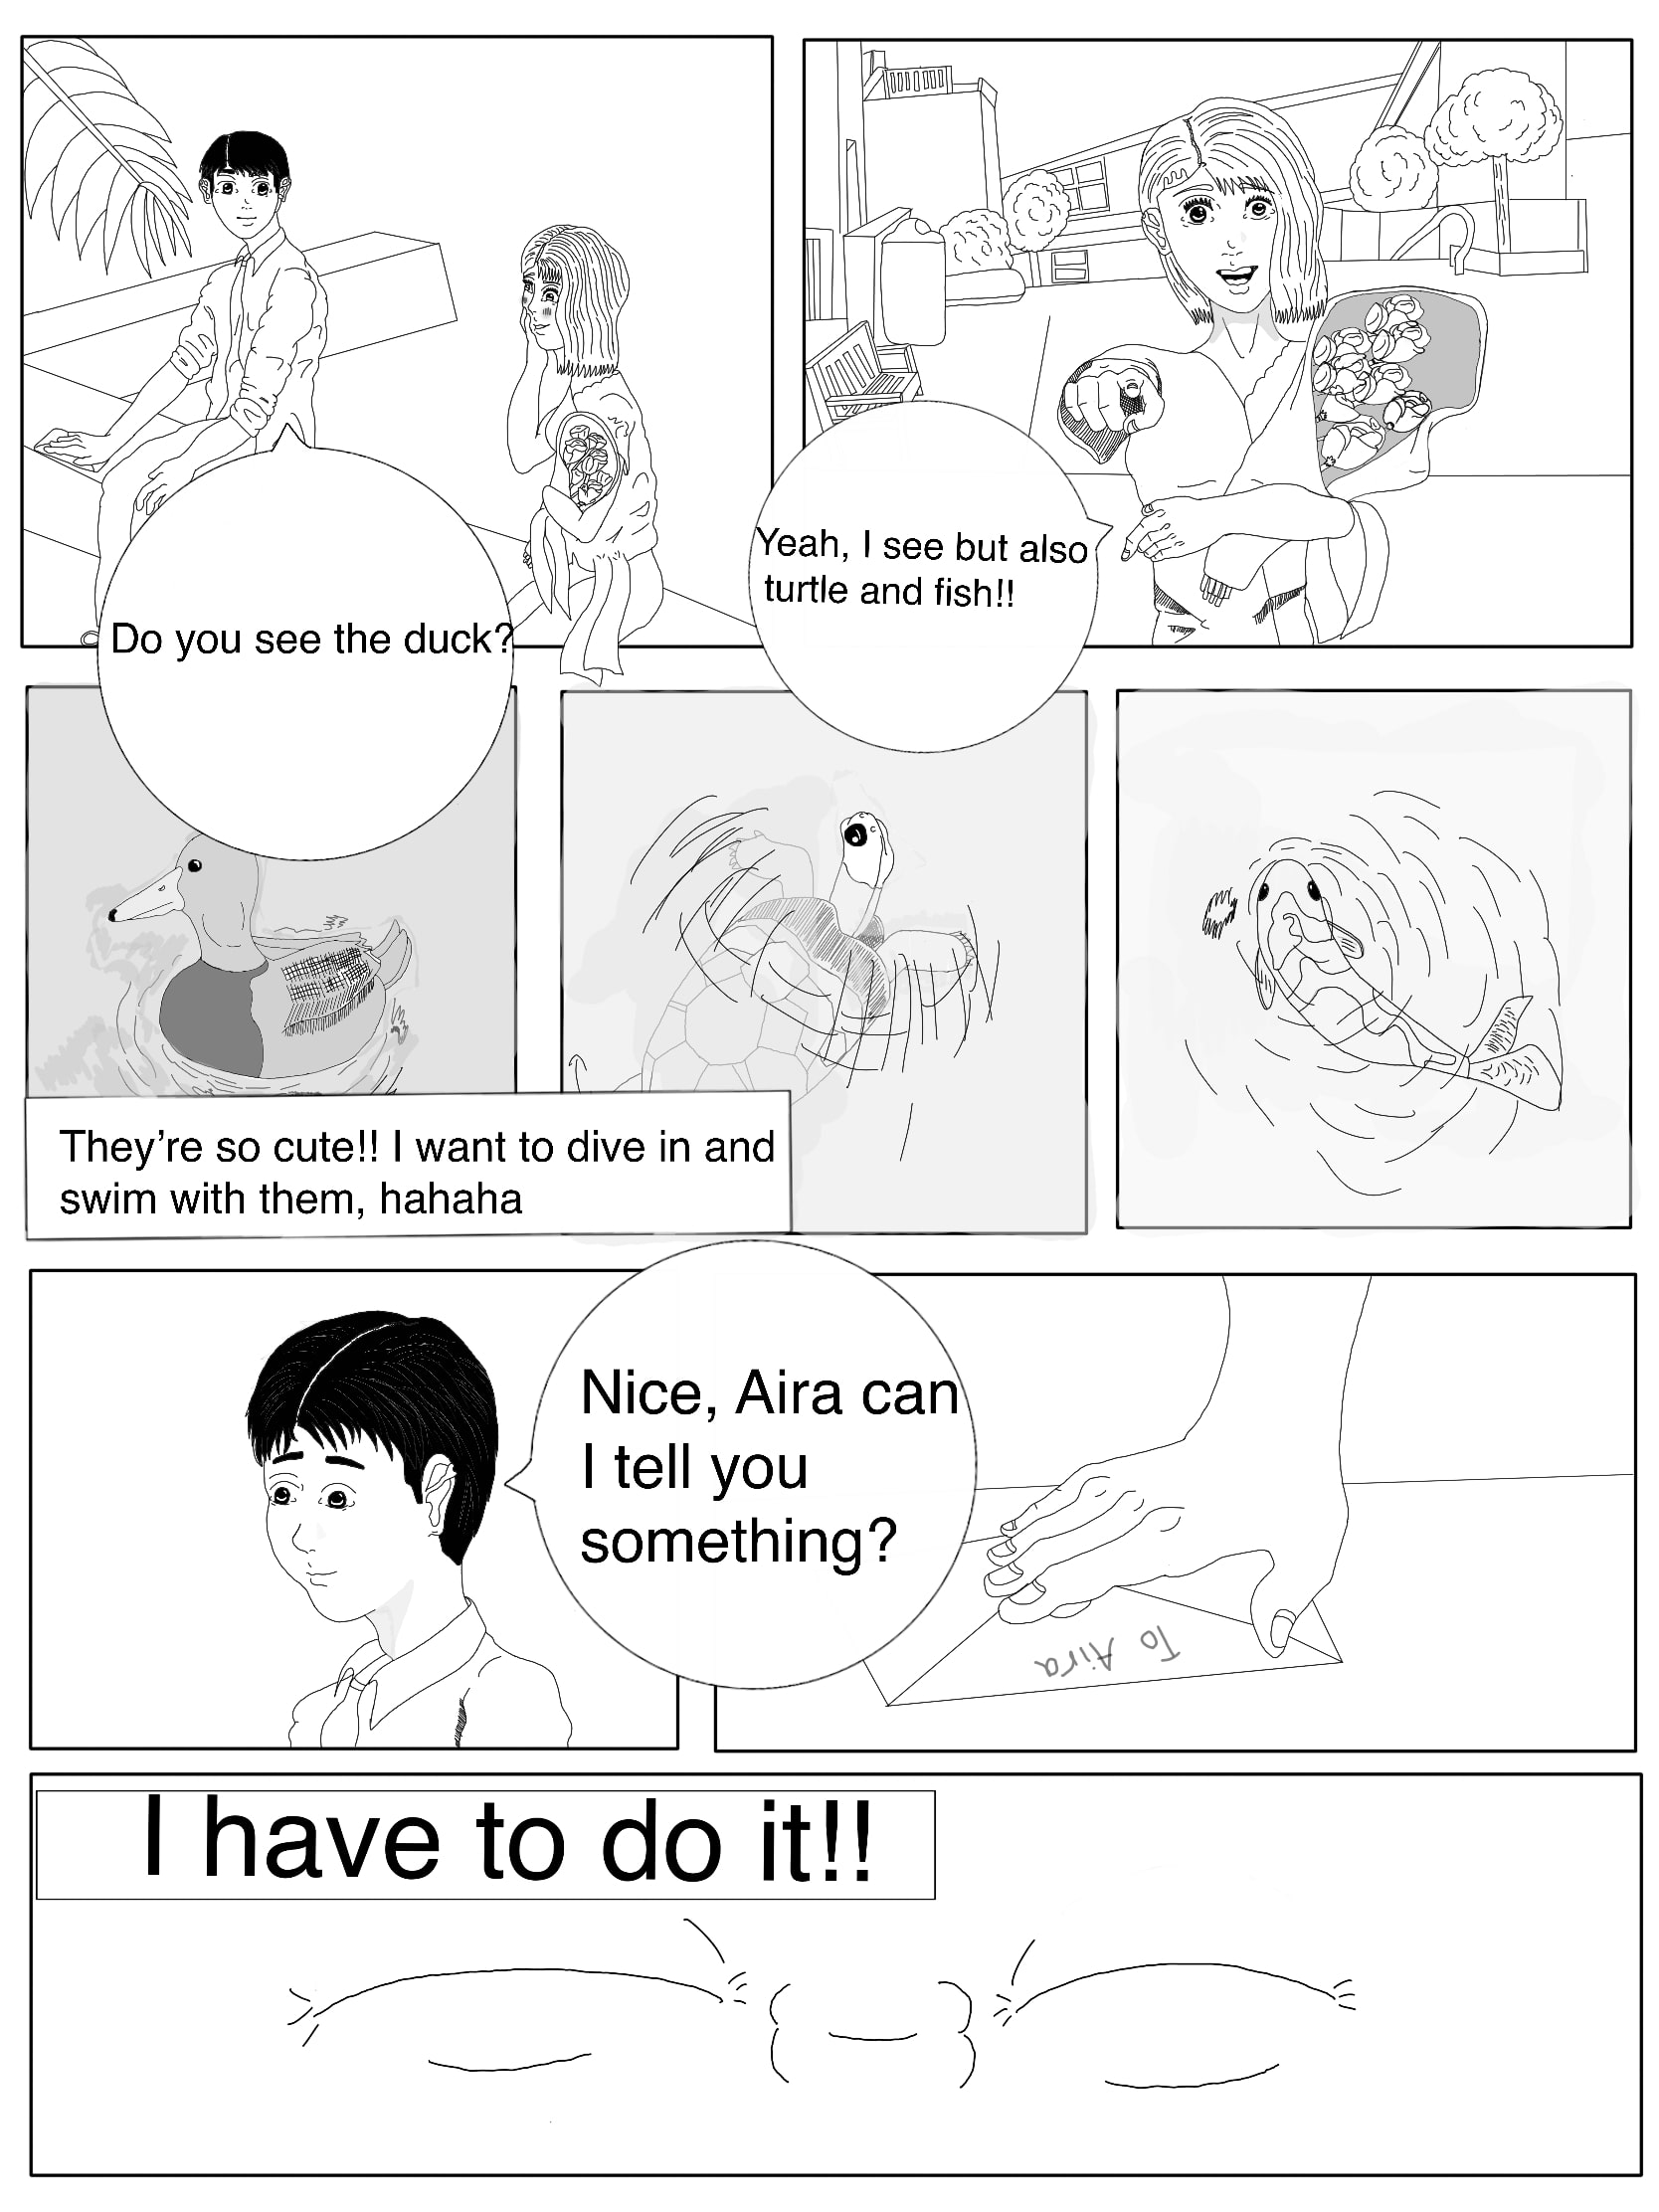 Do you see the duck?
Yeah, I see but also
turtle and fish!!
They're so cute!! I want to dive in and
swim with them, hahaha
Nice, Aira can
I tell you
something?
To Aira
I have to do it!!